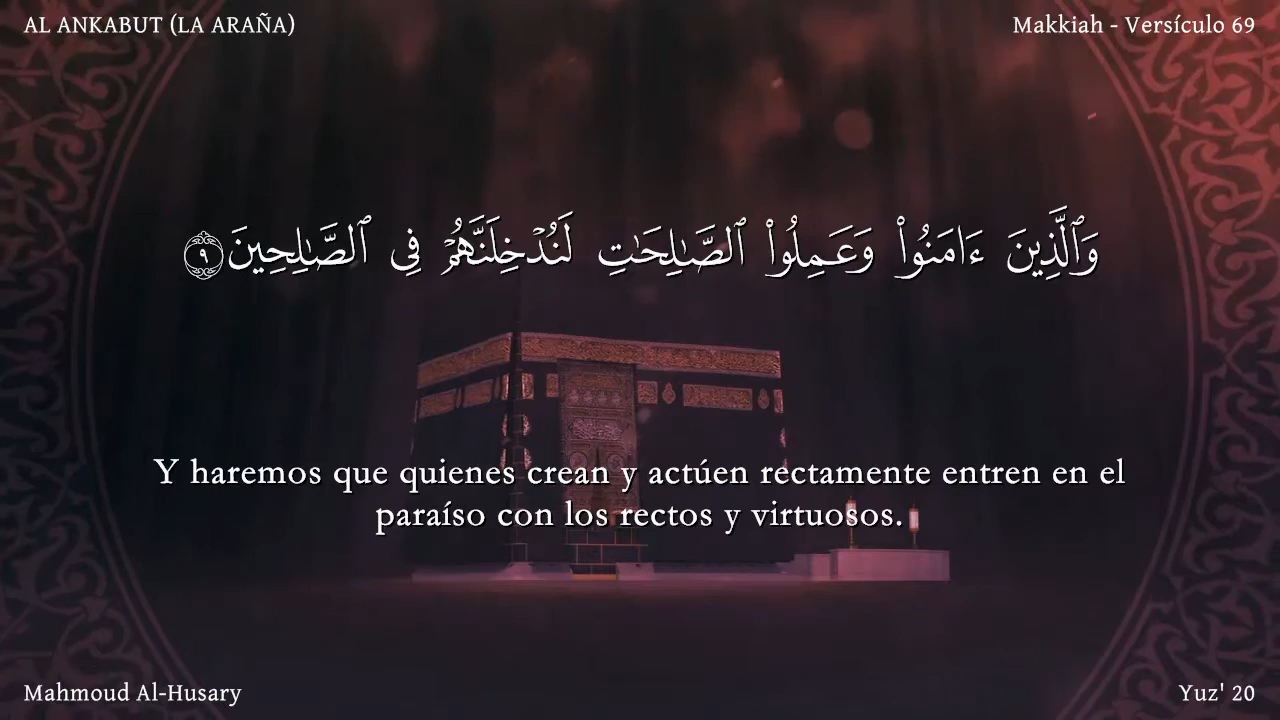 AL ANKABUT (LA ARAÑA)
Makkiah - Versículo 69
وَٱلَّذِينَ ءَامَنُوا۟ وَعَمِلُوا۟ ٱلصَّـٰلِحَـٰتِ لَنُدْخِلَنَّهُمْ فِى ٱلصَّـٰلِحِينَ ٩
Y haremos que quienes crean y actúen rectamente entren en el
paraíso con los rectos y virtuosos.
Mahmoud Al-Husary
Yuz' 20